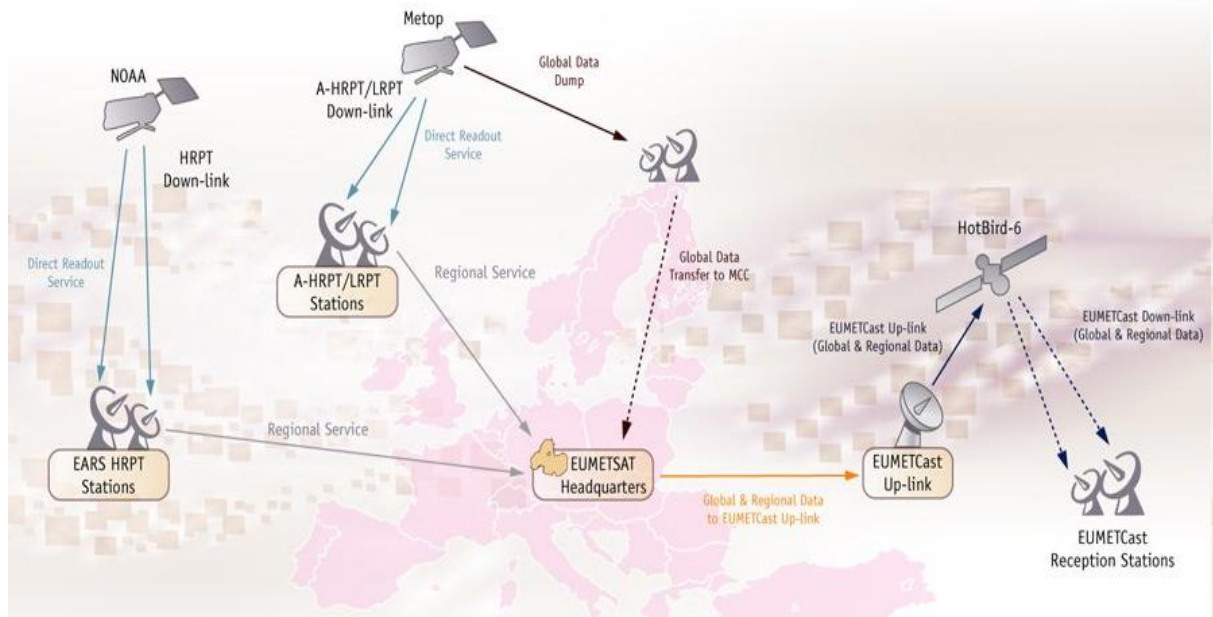 Metop
NOAA
A-HRPT/LRPT
Down-link
Global Data
Dump
Direct Readout
Service
HRPT
Down-link
HotBird-6
Direct Readout
Service
A-HRPT/LRPT
Stations
Regional Service
Global Data
Transfer to MCC
EUMETCast Up-link
(Global & Regional Data)
EUMETCast Down-link
(Global & Regional Data)
Regional Service
EARS HRPT
Stations
EUMETSAT
Headquarters
EUMETCast
Up-link
Global & Regional Data
to EUMETCast Up-link
EUMETCast
Reception Stations